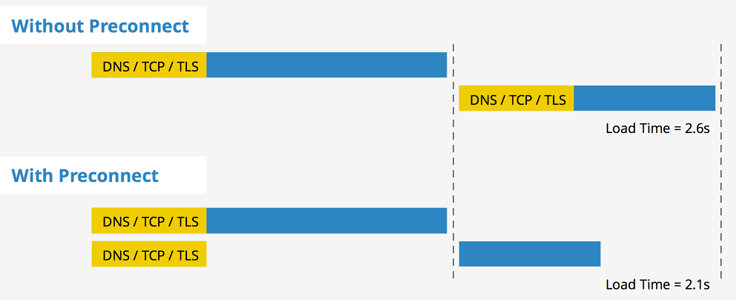 Without Preconnect
DNS / TCP / TLS
DNS / TCP / TLS
Load Time = 2.6s
With Preconnect
DNS / TCP / TLS
DNS / TCP / TLS
Load Time = 2.1s